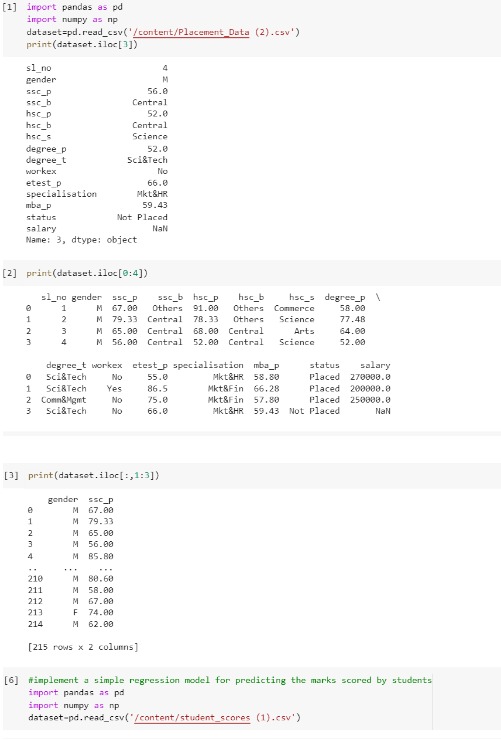 [1] import pandas as pd
import numpy as np
dataset=pd.read_csv('/content/Placement_Data (2).csv')
print(dataset.iloc[3])
sl_no 4
gender M
ssc_p 56.0
ssc_b Central
hsc_p 52.0
hsc_b Central
hsc_s Science
degree_p 52.0
degree_t Sci&Tech
workex No
etest_p 66.0
specialisation Mkt&HR
mba_p 59.43
status Not Placed
salary NaN
Name: 3, dtype: object
[2] print(dataset.iloc[0:4])
sl_no gender ssc_p ssc_b hsc_p hsc_b hsc_s degree_p \
0 1 M 67.00 Others 91.00 Others Commerce 58.00
1 2 M 79.33 Central 78.33 Others Science 77.48
2 3 M 65.00 Central 68.00 Central Arts 64.00
3 4 M 56.00 Central 52.00 Central Science 52.00
degree_t workex etest_p specialisation mba_p status salary
0 Sci&Tech No 55.0 Mkt&HR 58.80 Placed 270000.0
1 Sci&Tech Yes 86.5 Mkt&Fin 66.28 Placed 200000.0
2 Comm&Mgmt No 75.0 Mkt&Fin 57.80 Placed 250000.0
3 Sci&Tech No 66.0 Mkt&HR 59.43 Not Placed NaN
[3] print(dataset.iloc[:,1:3])
gender ssc_p
0 M 67.00
1 M 79.33
2 M 65.00
3 M 56.00
4 M 85.80
.. ... ...
210 M 80.60
211 M 58.00
212 M 67.00
213 F 74.00
214 M 62.00
[215 rows x 2 columns]
[6] #implement a simple regression model for predicting the marks scored by students
import pandas as pd
import numpy as np
dataset=pd.read_csv('/content/student_scores (1).csv')